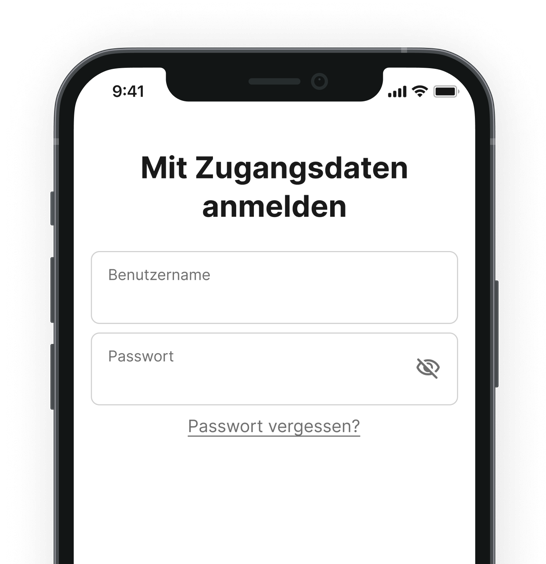 9:41
Mit Zugangsdaten
anmelden
Benutzername
Passwort
Passwort vergessen?